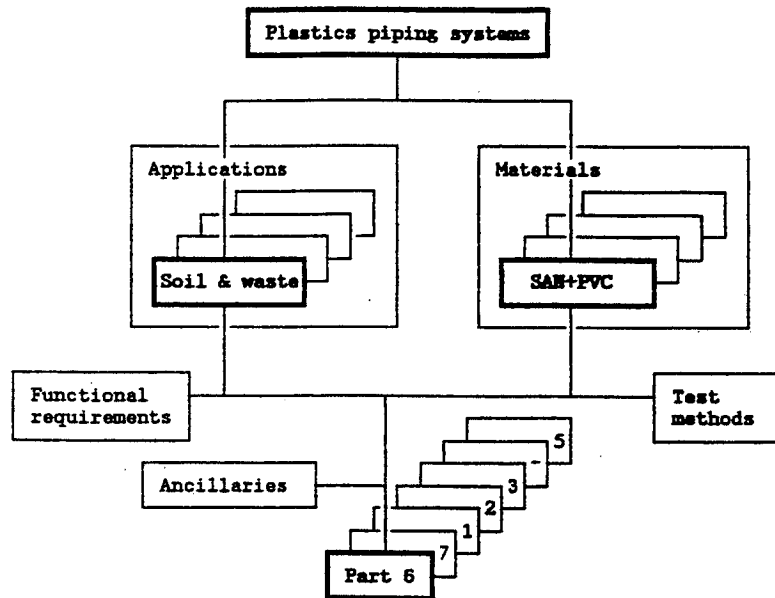 Plastics piping systems
Applications
Materials
Soil & waste
SAN+PVC
Functional
requirements
Test
methods
Ancillaries
5
-
3
2
1
7
Part 6